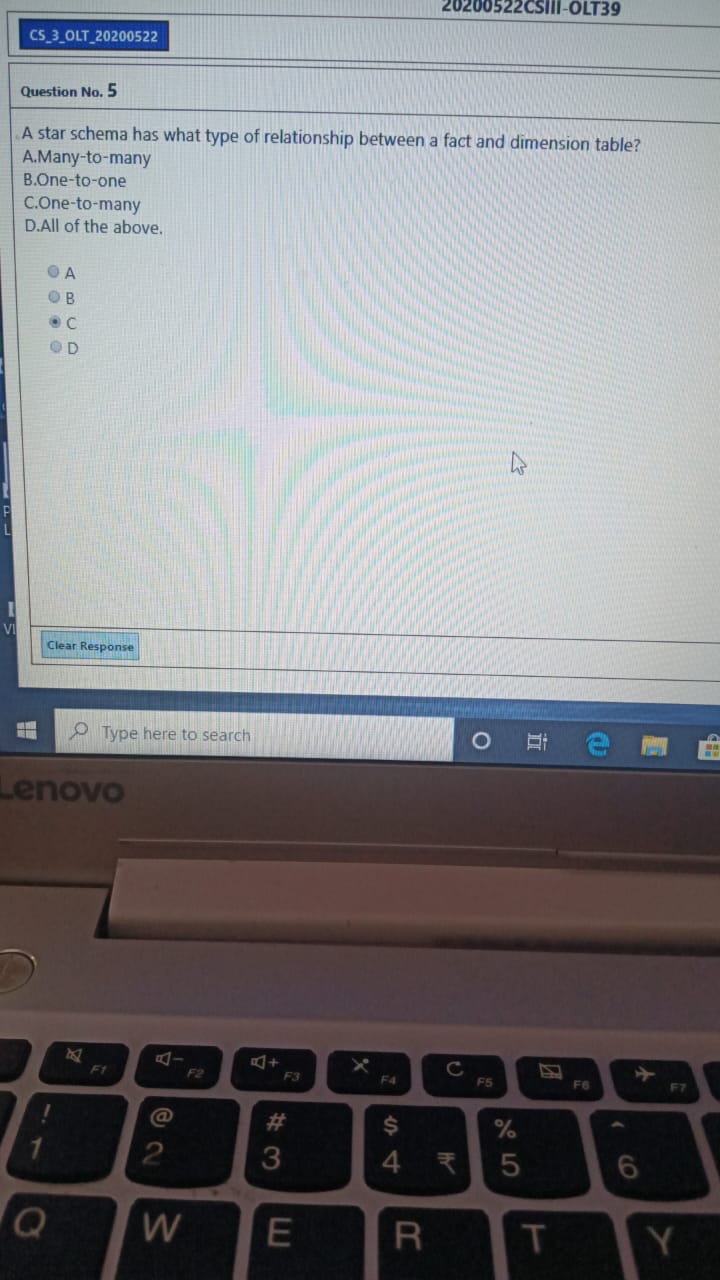 20200522CSIII-OLT39
CS_3_OLT_20200522
Question No. 5
A star schema has what type of relationship between a fact and dimension table?
A.Many-to-many
B.One-to-one
C.One-to-many
D.All of the above.
A
B
C
D
P
L
VI
Clear Response
Type here to search
Lenovo
F1 F2 F3 F4 F5 F6 F7
! @ # $ % ^
1 2 3 4 ₹ 5 6
Q W E R T Y